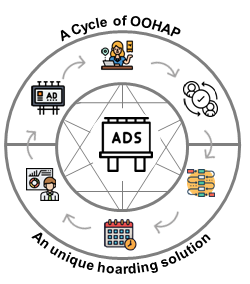 A Cycle of OOHAP
AD
ADS
An unique hoarding solution